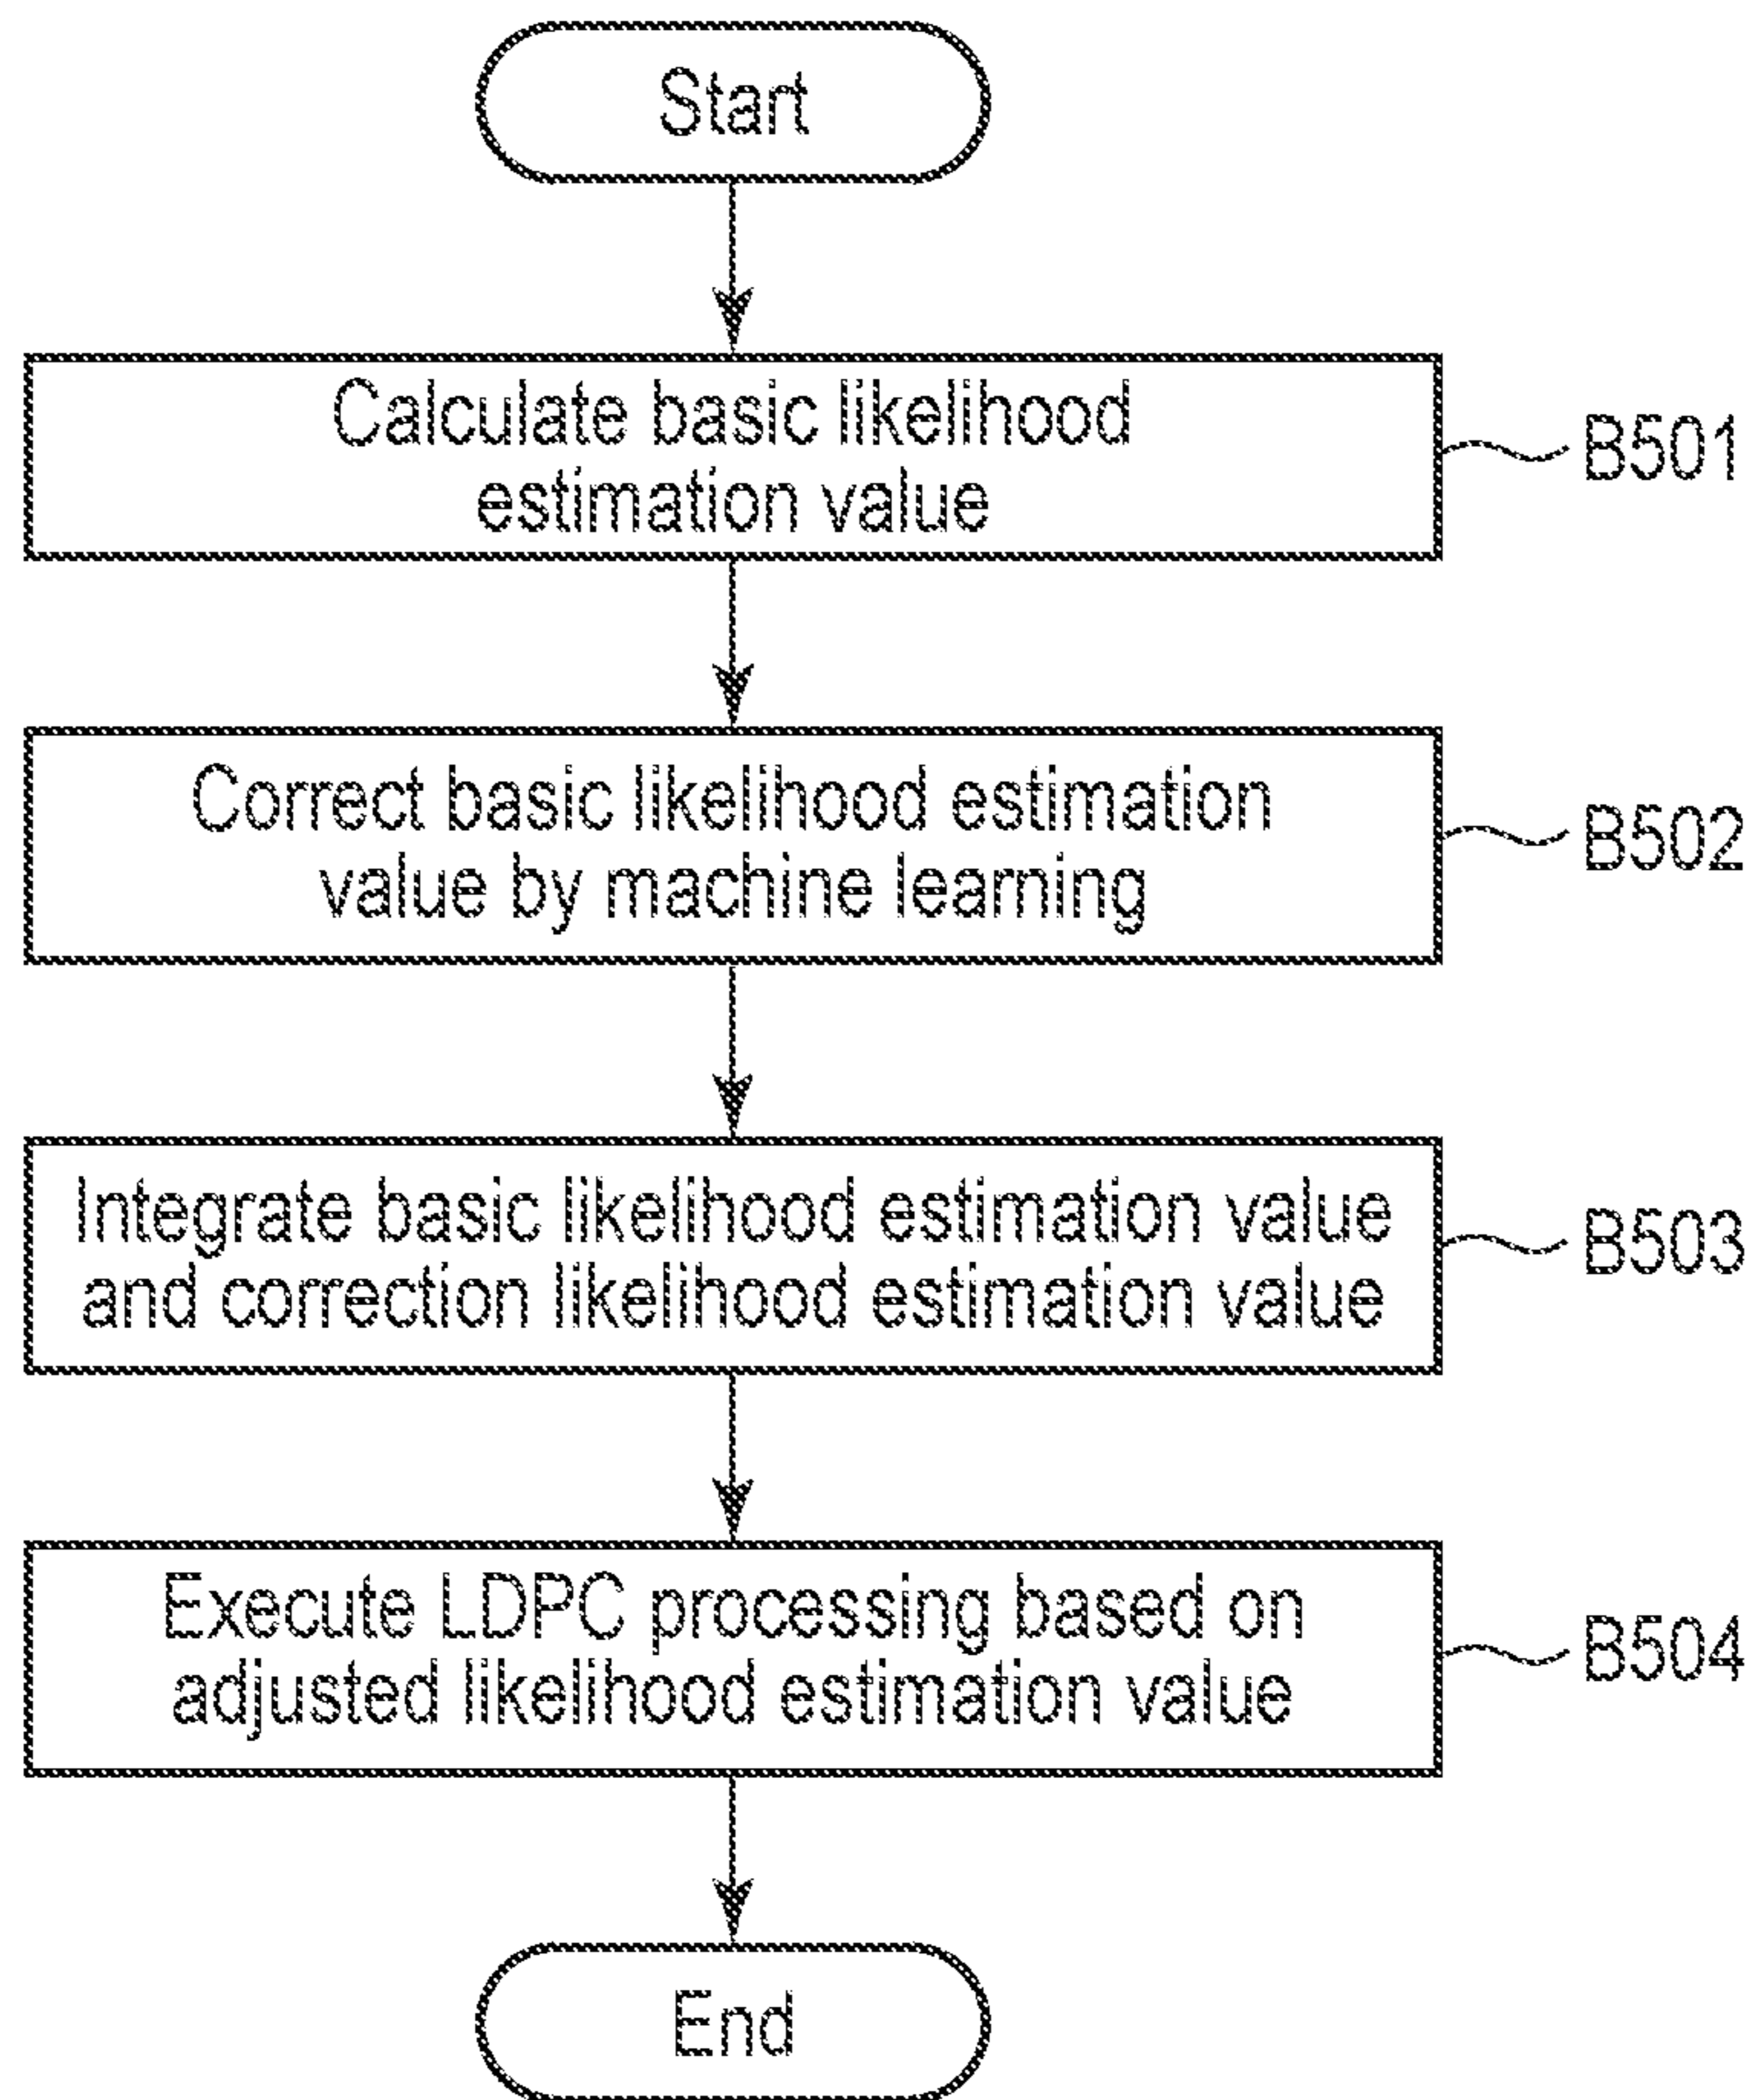 Start
Calculate basic likelihood
estimation value
B501
Correct basic likelihood estimation
value by machine learning
B502
Integrate basic likelihood estimation value
and correction likelihood estimation value
B503
Execute LDPC processing based on
adjusted likelihood estimation value
B504
End